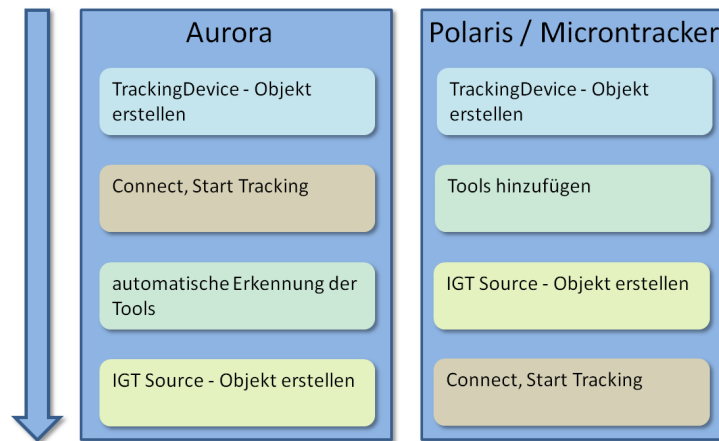 Aurora
TrackingDevice - Objekt
erstellen
Connect, Start Tracking
automatische Erkennung der
Tools
IGT Source - Objekt erstellen
Polaris / Microntracker
TrackingDevice - Objekt
erstellen
Tools hinzufügen
IGT Source - Objekt erstellen
Connect, Start Tracking